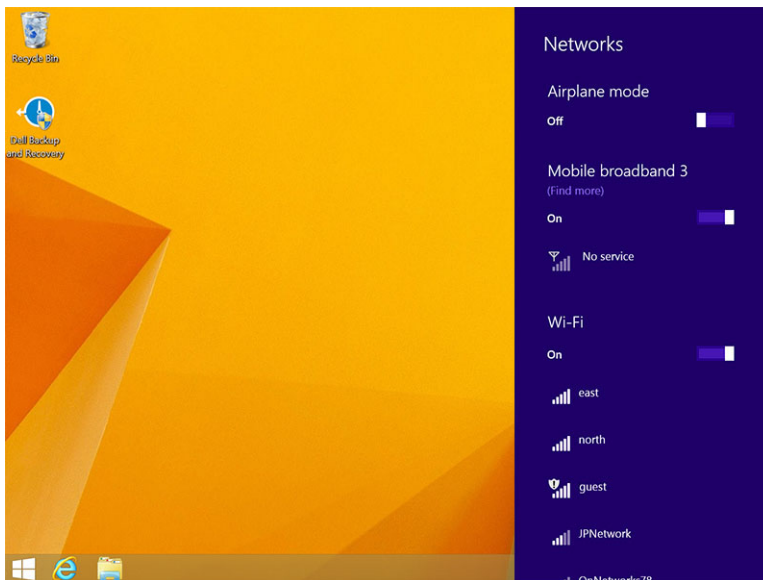 Recycle Bin
Dell Backup
and Recovery
Networks
Airplane mode
Off
Mobile broadband 3
(Find more)
On
No service
Wi-Fi
On
east
north
guest
JPNetwork
OnNetworks78